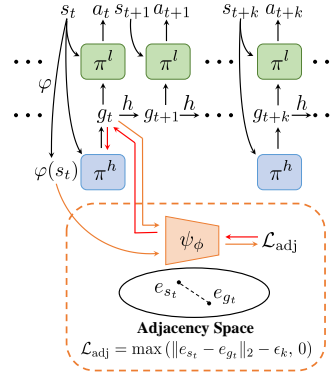 s_t a_t s_{t+1} a_{t+1} s_{t+k} a_{t+k}
··· π^l π^l ··· π^l ···
φ
··· g_t h g_{t+1} h ··· g_{t+k} h ···
φ(s_t) π^h π^h
ψ_ϕ L_adj
e_{s_t} e_{g_t}
Adjacency Space
L_adj = max (‖e_{s_t} − e_{g_t}‖_2 − ϵ_k, 0)